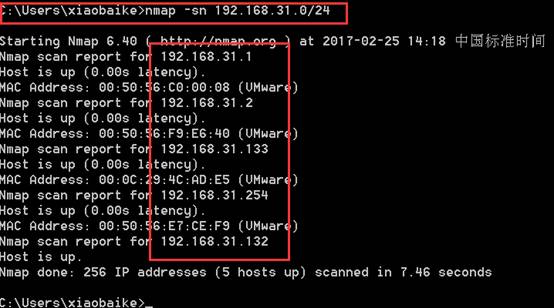 C:\Users\xiaobaike>nmap -sn 192.168.31.0/24
Starting Nmap 6.40 ( http://nmap.org ) at 2017-02-25 14:18 中国标准时间
Nmap scan report for 192.168.31.1
Host is up (0.00s latency).
MAC Address: 00:50:56:C0:00:08 (VMware)
Nmap scan report for 192.168.31.2
Host is up (0.00s latency).
MAC Address: 00:50:56:F9:E6:40 (VMware)
Nmap scan report for 192.168.31.133
Host is up (0.00s latency).
MAC Address: 00:0C:29:4C:AD:E5 (VMware)
Nmap scan report for 192.168.31.254
Host is up (0.00s latency).
MAC Address: 00:50:56:E7:CE:F9 (VMware)
Nmap scan report for 192.168.31.132
Host is up.
Nmap done: 256 IP addresses (5 hosts up) scanned in 7.46 seconds
C:\Users\xiaobaike>_